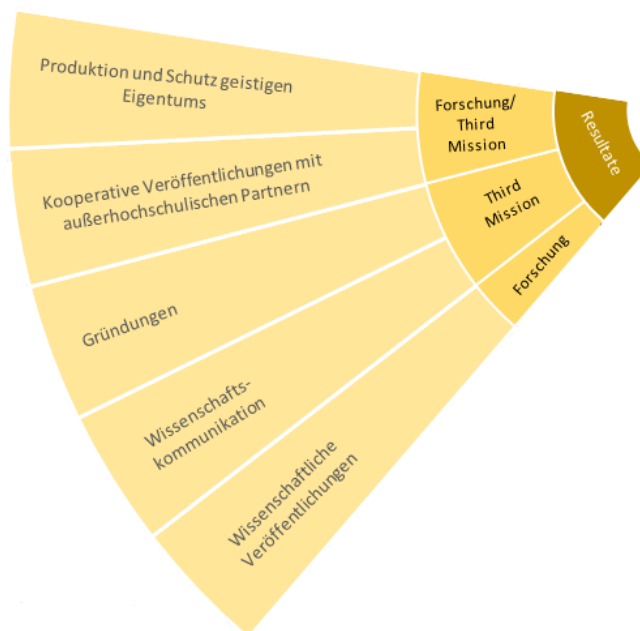 Produktion und Schutz geistigen
Eigentums
Forschung/
Third
Mission
Resultate
Kooperative Veröffentlichungen mit
außerhochschulischen Partnern
Third
Mission
Gründungen
Wissenschafts-
kommunikation
Forschung
Wissenschaftliche
Veröffentlichungen